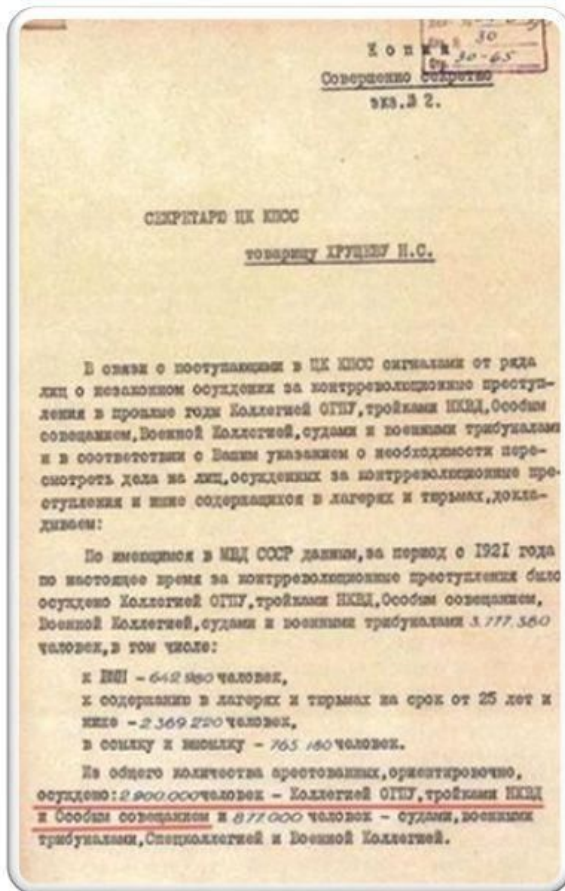 30
30-65
К о п и я
Совершенно секретно
экз.№ 2.
СЕКРЕТАРЮ ЦК КПСС
товарищу ХРУЩЕВУ Н.С.
В связи с поступающими в ЦК КПСС сигналами от ряда
лиц о незаконном осуждении за контрреволюционные преступ-
ления в прошлые годы Коллегией ОГПУ,тройками НКВД,Особым
совещанием,Военной Коллегией,судами и военными трибуналами
и в соответствии с Вашим указанием о необходимости пере-
смотреть дела на лиц,осужденных за контрреволюционные пре-
ступления и ныне содержащихся в лагерях и тюрьмах,докла-
дываем:
По имеющимся в МВД СССР данным,за период с 1921 года
по настоящее время за контрреволюционные преступления было
осуждено Коллегией ОГПУ,тройками НКВД,Особым совещанием,
Военной Коллегией,судами и военными трибуналами 3.777.380
человек,в том числе:
к ВМН – 642.980 человек,
к содержанию в лагерях и тюрьмах на срок от 25 лет и
ниже – 2.369.220 человек,
в ссылку и высылку – 765.180 человек.
Из общего количества арестованных,ориентировочно,
осуждено: 2.900.000 человек – Коллегией ОГПУ,тройками НКВД
и Особым совещанием и 877.000 человек – судами,военными
трибуналами,Спецколлегией и Военной Коллегией.